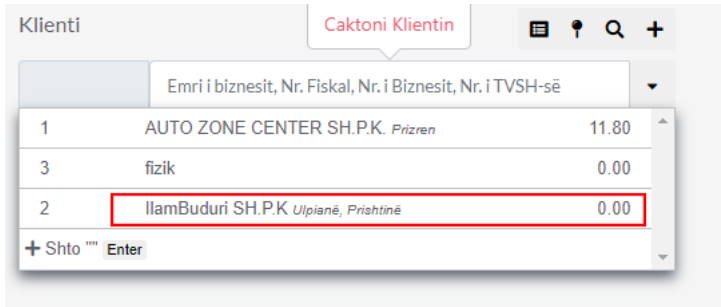 Klienti
Caktoni Klientin
Emri i biznesit, Nr. Fiskal, Nr. i Biznesit, Nr. i TVSH-së
1 AUTO ZONE CENTER SH.P.K. Prizren 11.80
3 fizik 0.00
2 llamBuduri SH.P.K Ulpianë, Prishtinë 0.00
+ Shto "" Enter